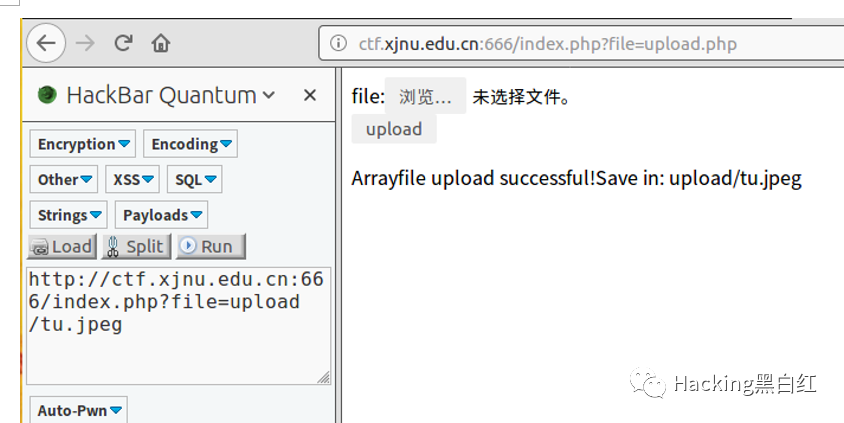 ctf.xjnu.edu.cn:666/index.php?file=upload.php
HackBar Quantum
file: 浏览… 未选择文件。
upload
Encryption Encoding
Other XSS SQL
Arrayfile upload successful!Save in: upload/tu.jpeg
Strings Payloads
Load Split Run
http://ctf.xjnu.edu.cn:66
6/index.php?file=upload
/tu.jpeg
Auto-Pwn
Hacking黑白红